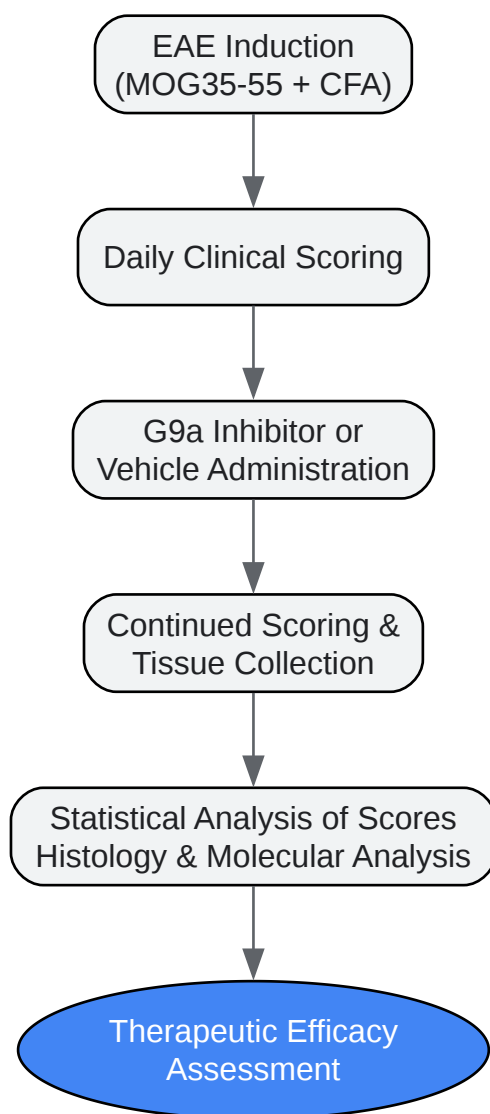 EAE Induction
(MOG35-55 + CFA)
Daily Clinical Scoring
G9a Inhibitor or
Vehicle Administration
Continued Scoring &
Tissue Collection
Statistical Analysis of Scores
Histology & Molecular Analysis
Therapeutic Efficacy
Assessment